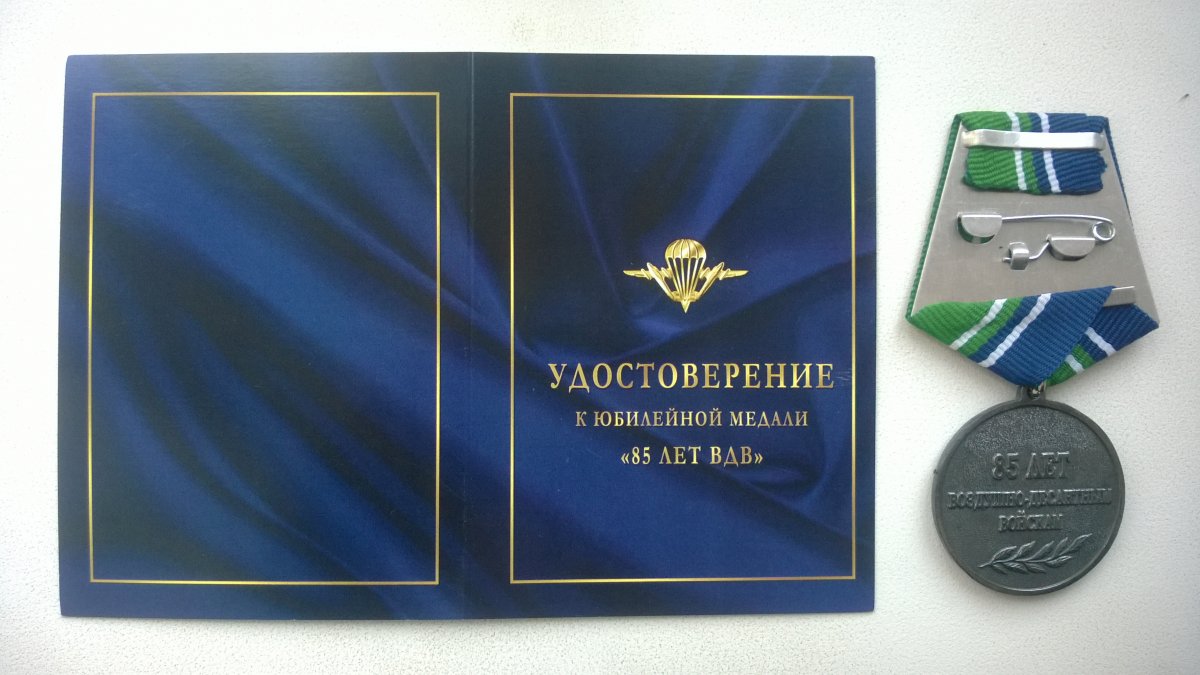 УДОСТОВЕРЕНИЕ
К ЮБИЛЕЙНОЙ МЕДАЛИ
«85 ЛЕТ ВДВ»
85 ЛЕТ
ВОЗДУШНО-ДЕСАНТНЫМ
ВОЙСКАМ